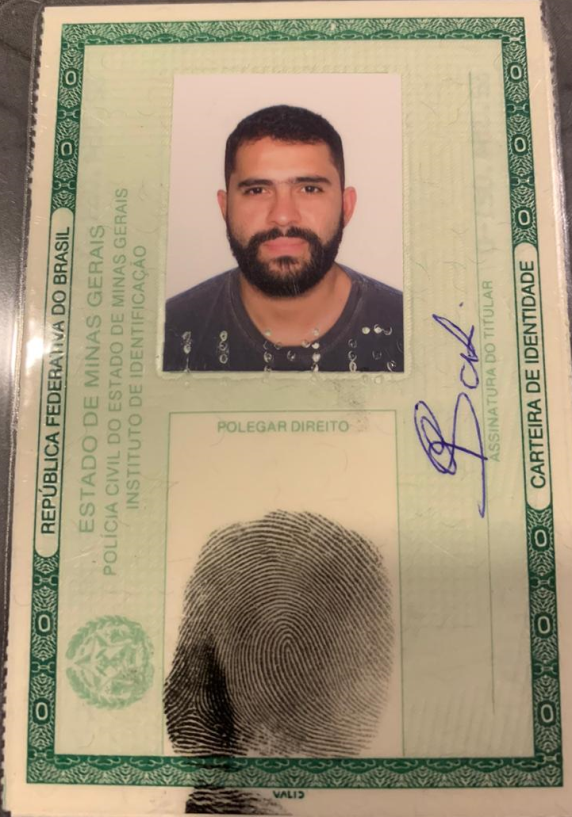 REPÚBLICA FEDERATIVA DO BRASIL
ESTADO DE MINAS GERAIS
POLÍCIA CIVIL DO ESTADO DE MINAS GERAIS
INSTITUTO DE IDENTIFICAÇÃO
POLEGAR DIREITO
ASSINATURA DO TITULAR
CARTEIRA DE IDENTIDADE